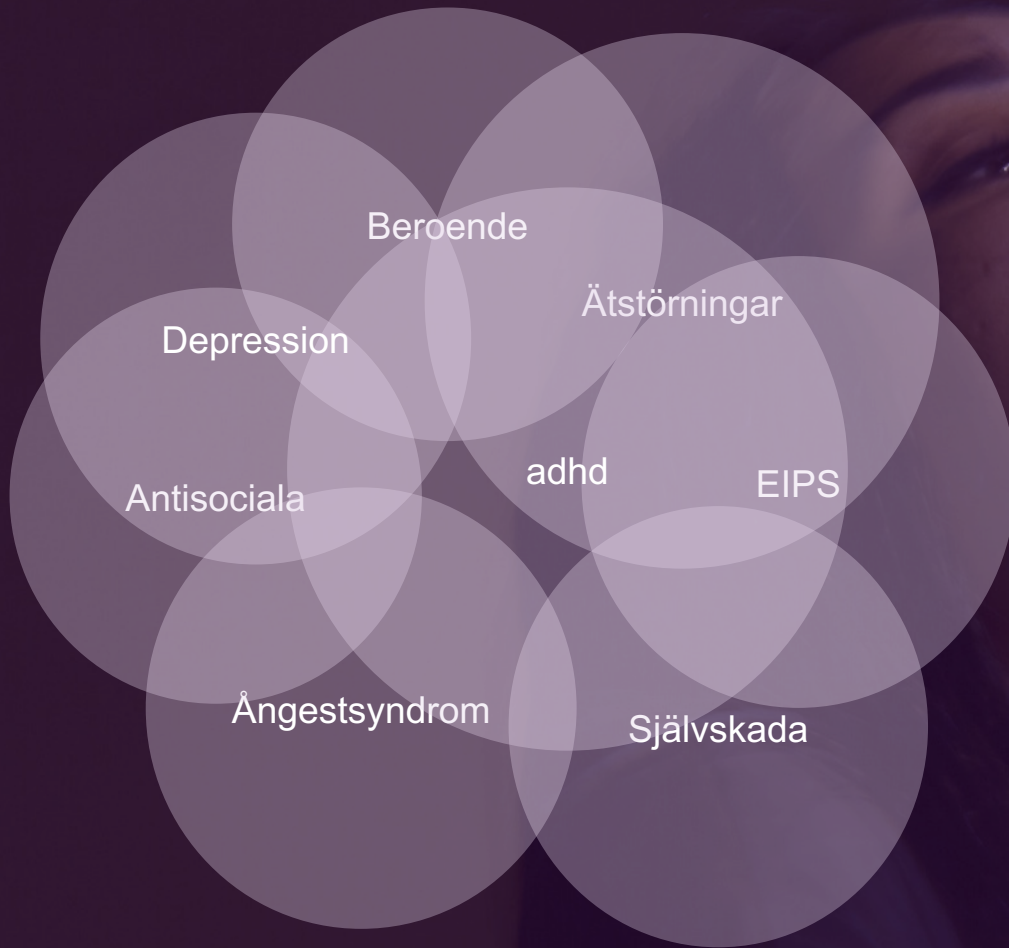 Beroende
Ätstörningar
Depression
adhd
EIPS
Antisociala
Ångestsyndrom
Självskada